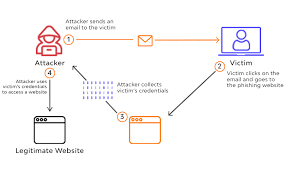 Attacker sends an
email to the victim
1
Attacker
Victim
4
Attacker uses
victim's credentials
to access a website
Attacker collects
victim's credentials
2
Victim clicks on the
email and goes to
the phishing website
3
Legitimate Website